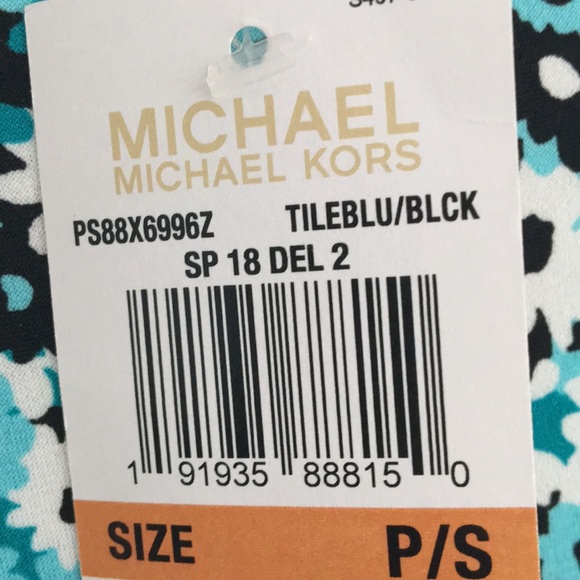 MICHAEL
MICHAEL KORS
PS88X6996Z TILEBLU/BLCK
SP 18 DEL 2
1 91935 88815 0
SIZE P/S